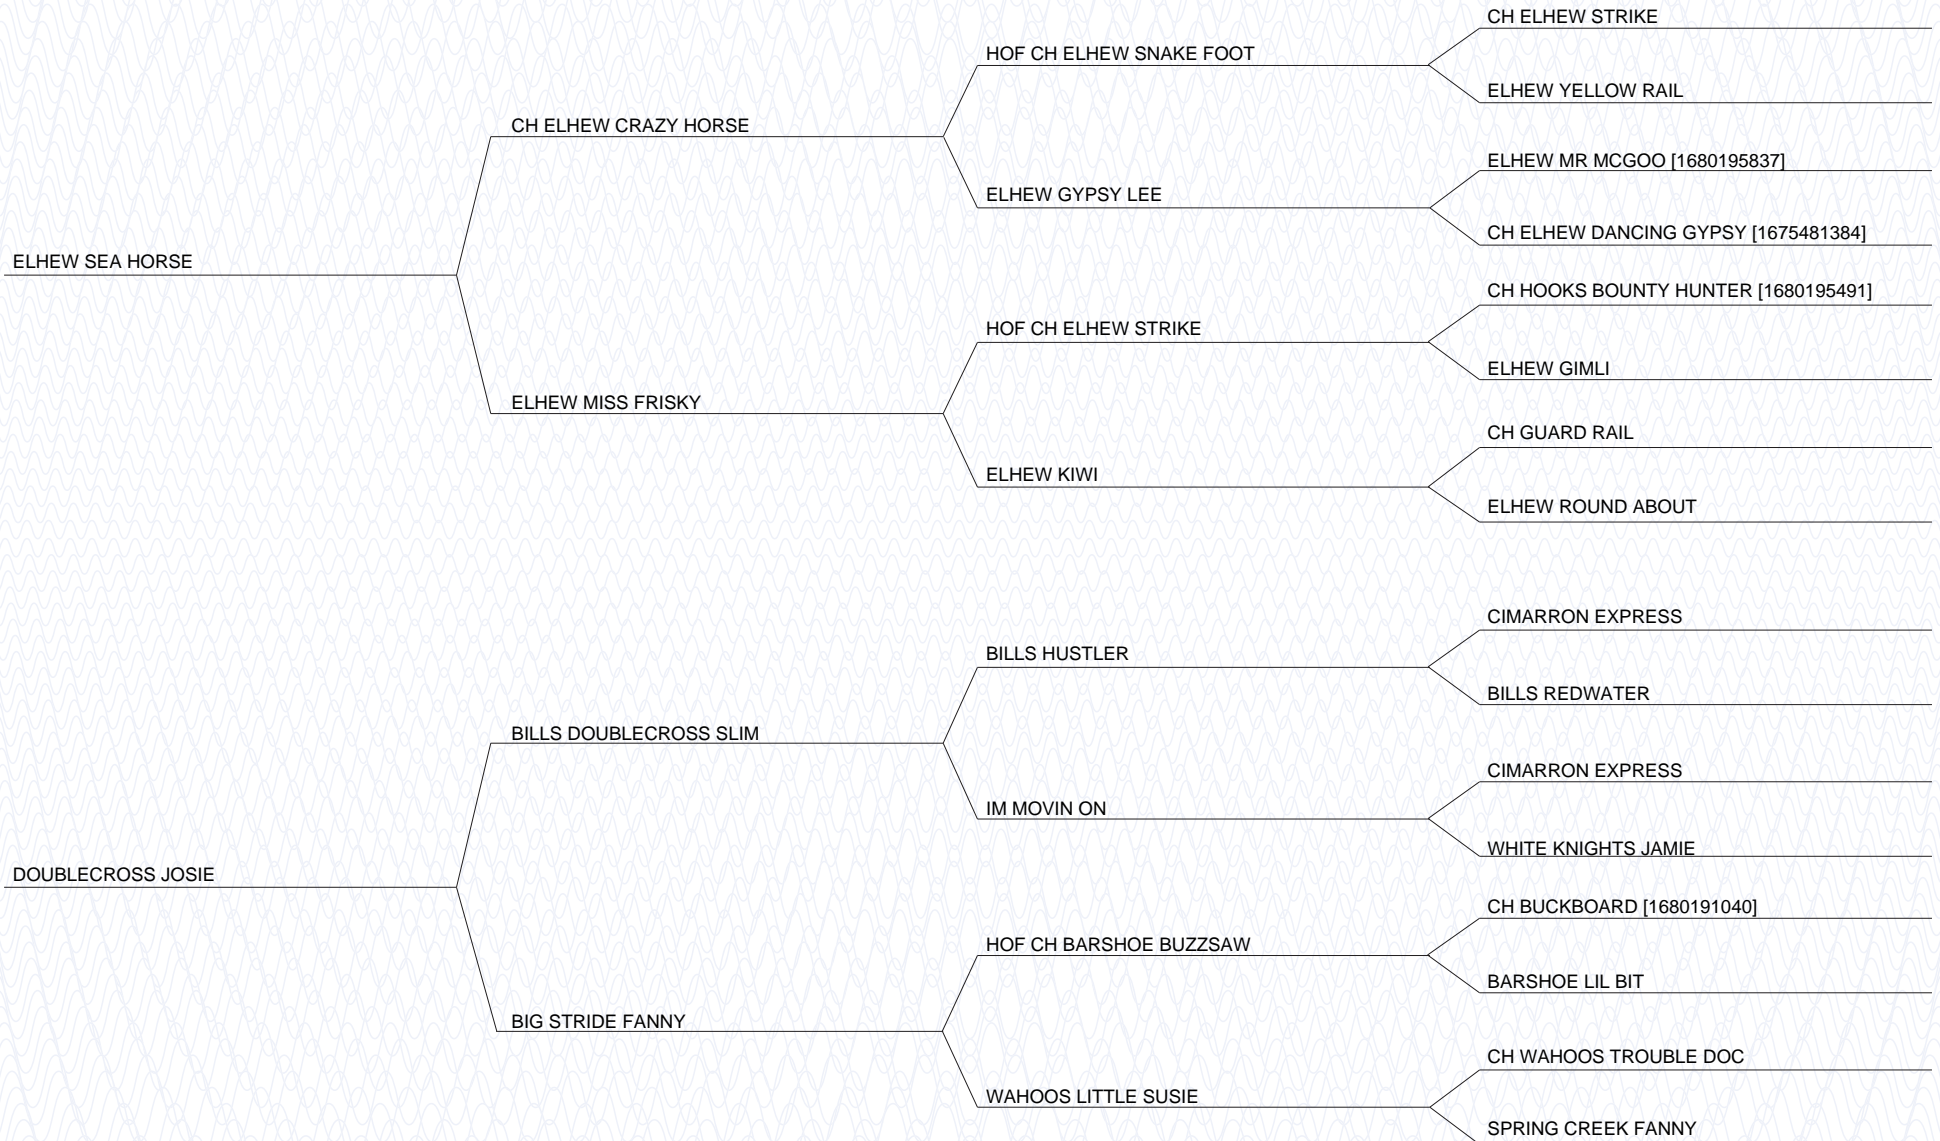 CH ELHEW STRIKE
HOF CH ELHEW SNAKE FOOT
ELHEW YELLOW RAIL
CH ELHEW CRAZY HORSE
ELHEW MR MCGOO [1680195837]
ELHEW GYPSY LEE
CH ELHEW DANCING GYPSY [1675481384]
ELHEW SEA HORSE
CH HOOKS BOUNTY HUNTER [1680195491]
HOF CH ELHEW STRIKE
ELHEW GIMLI
ELHEW MISS FRISKY
CH GUARD RAIL
ELHEW KIWI
ELHEW ROUND ABOUT
CIMARRON EXPRESS
BILLS HUSTLER
BILLS REDWATER
BILLS DOUBLECROSS SLIM
CIMARRON EXPRESS
IM MOVIN ON
WHITE KNIGHTS JAMIE
DOUBLECROSS JOSIE
CH BUCKBOARD [1680191040]
HOF CH BARSHOE BUZZSAW
BARSHOE LIL BIT
BIG STRIDE FANNY
CH WAHOOS TROUBLE DOC
WAHOOS LITTLE SUSIE
SPRING CREEK FANNY